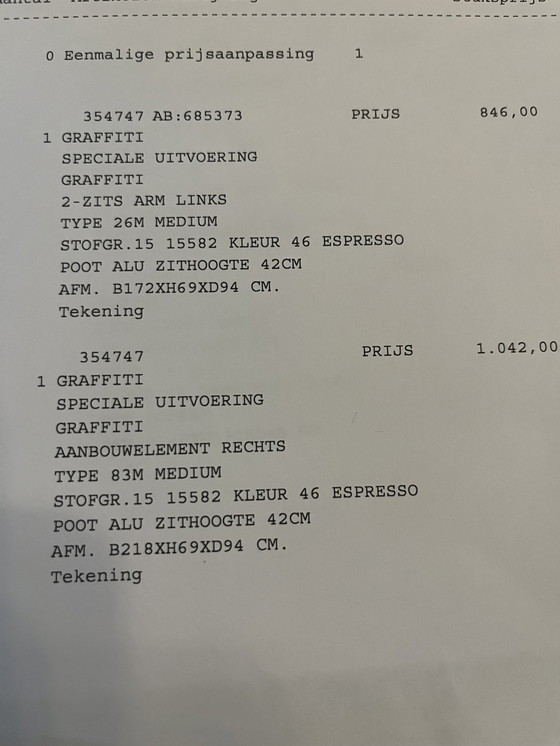 0 Eenmalige prijsaanpassing 1
354747 AB:685373 PRIJS 846,00
1 GRAFFITI
SPECIALE UITVOERING
GRAFFITI
2-ZITS ARM LINKS
TYPE 26M MEDIUM
STOFGR.15 15582 KLEUR 46 ESPRESSO
POOT ALU ZITHOOGTE 42CM
AFM. B172XH69XD94 CM.
Tekening
354747 PRIJS 1.042,00
1 GRAFFITI
SPECIALE UITVOERING
GRAFFITI
AANBOUWELEMENT RECHTS
TYPE 83M MEDIUM
STOFGR.15 15582 KLEUR 46 ESPRESSO
POOT ALU ZITHOOGTE 42CM
AFM. B218XH69XD94 CM.
Tekening